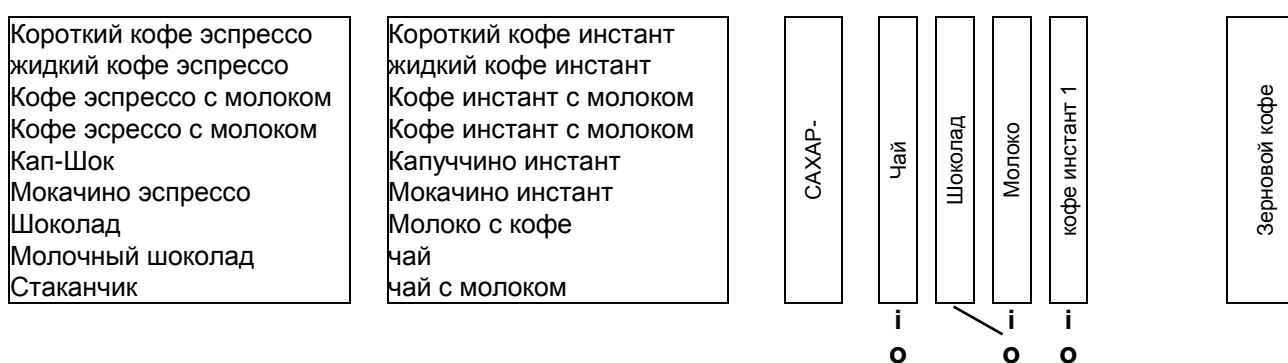 Короткий кофе эспрессо
жидкий кофе эспрессо
Кофе эспрессо с молоком
Кофе эсрессо с молоком
Кап-Шок
Мокачино эспрессо
Шоколад
Молочный шоколад
Стаканчик
Короткий кофе инстант
жидкий кофе инстант
Кофе инстант с молоком
Кофе инстант с молоком
Капуччино инстант
Мокачино инстант
Молоко с кофе
чай
чай с молоком
САХАР-
Чай
Шоколад
Молоко
кофе инстант 1
Зерновой кофе
i i i
o o o